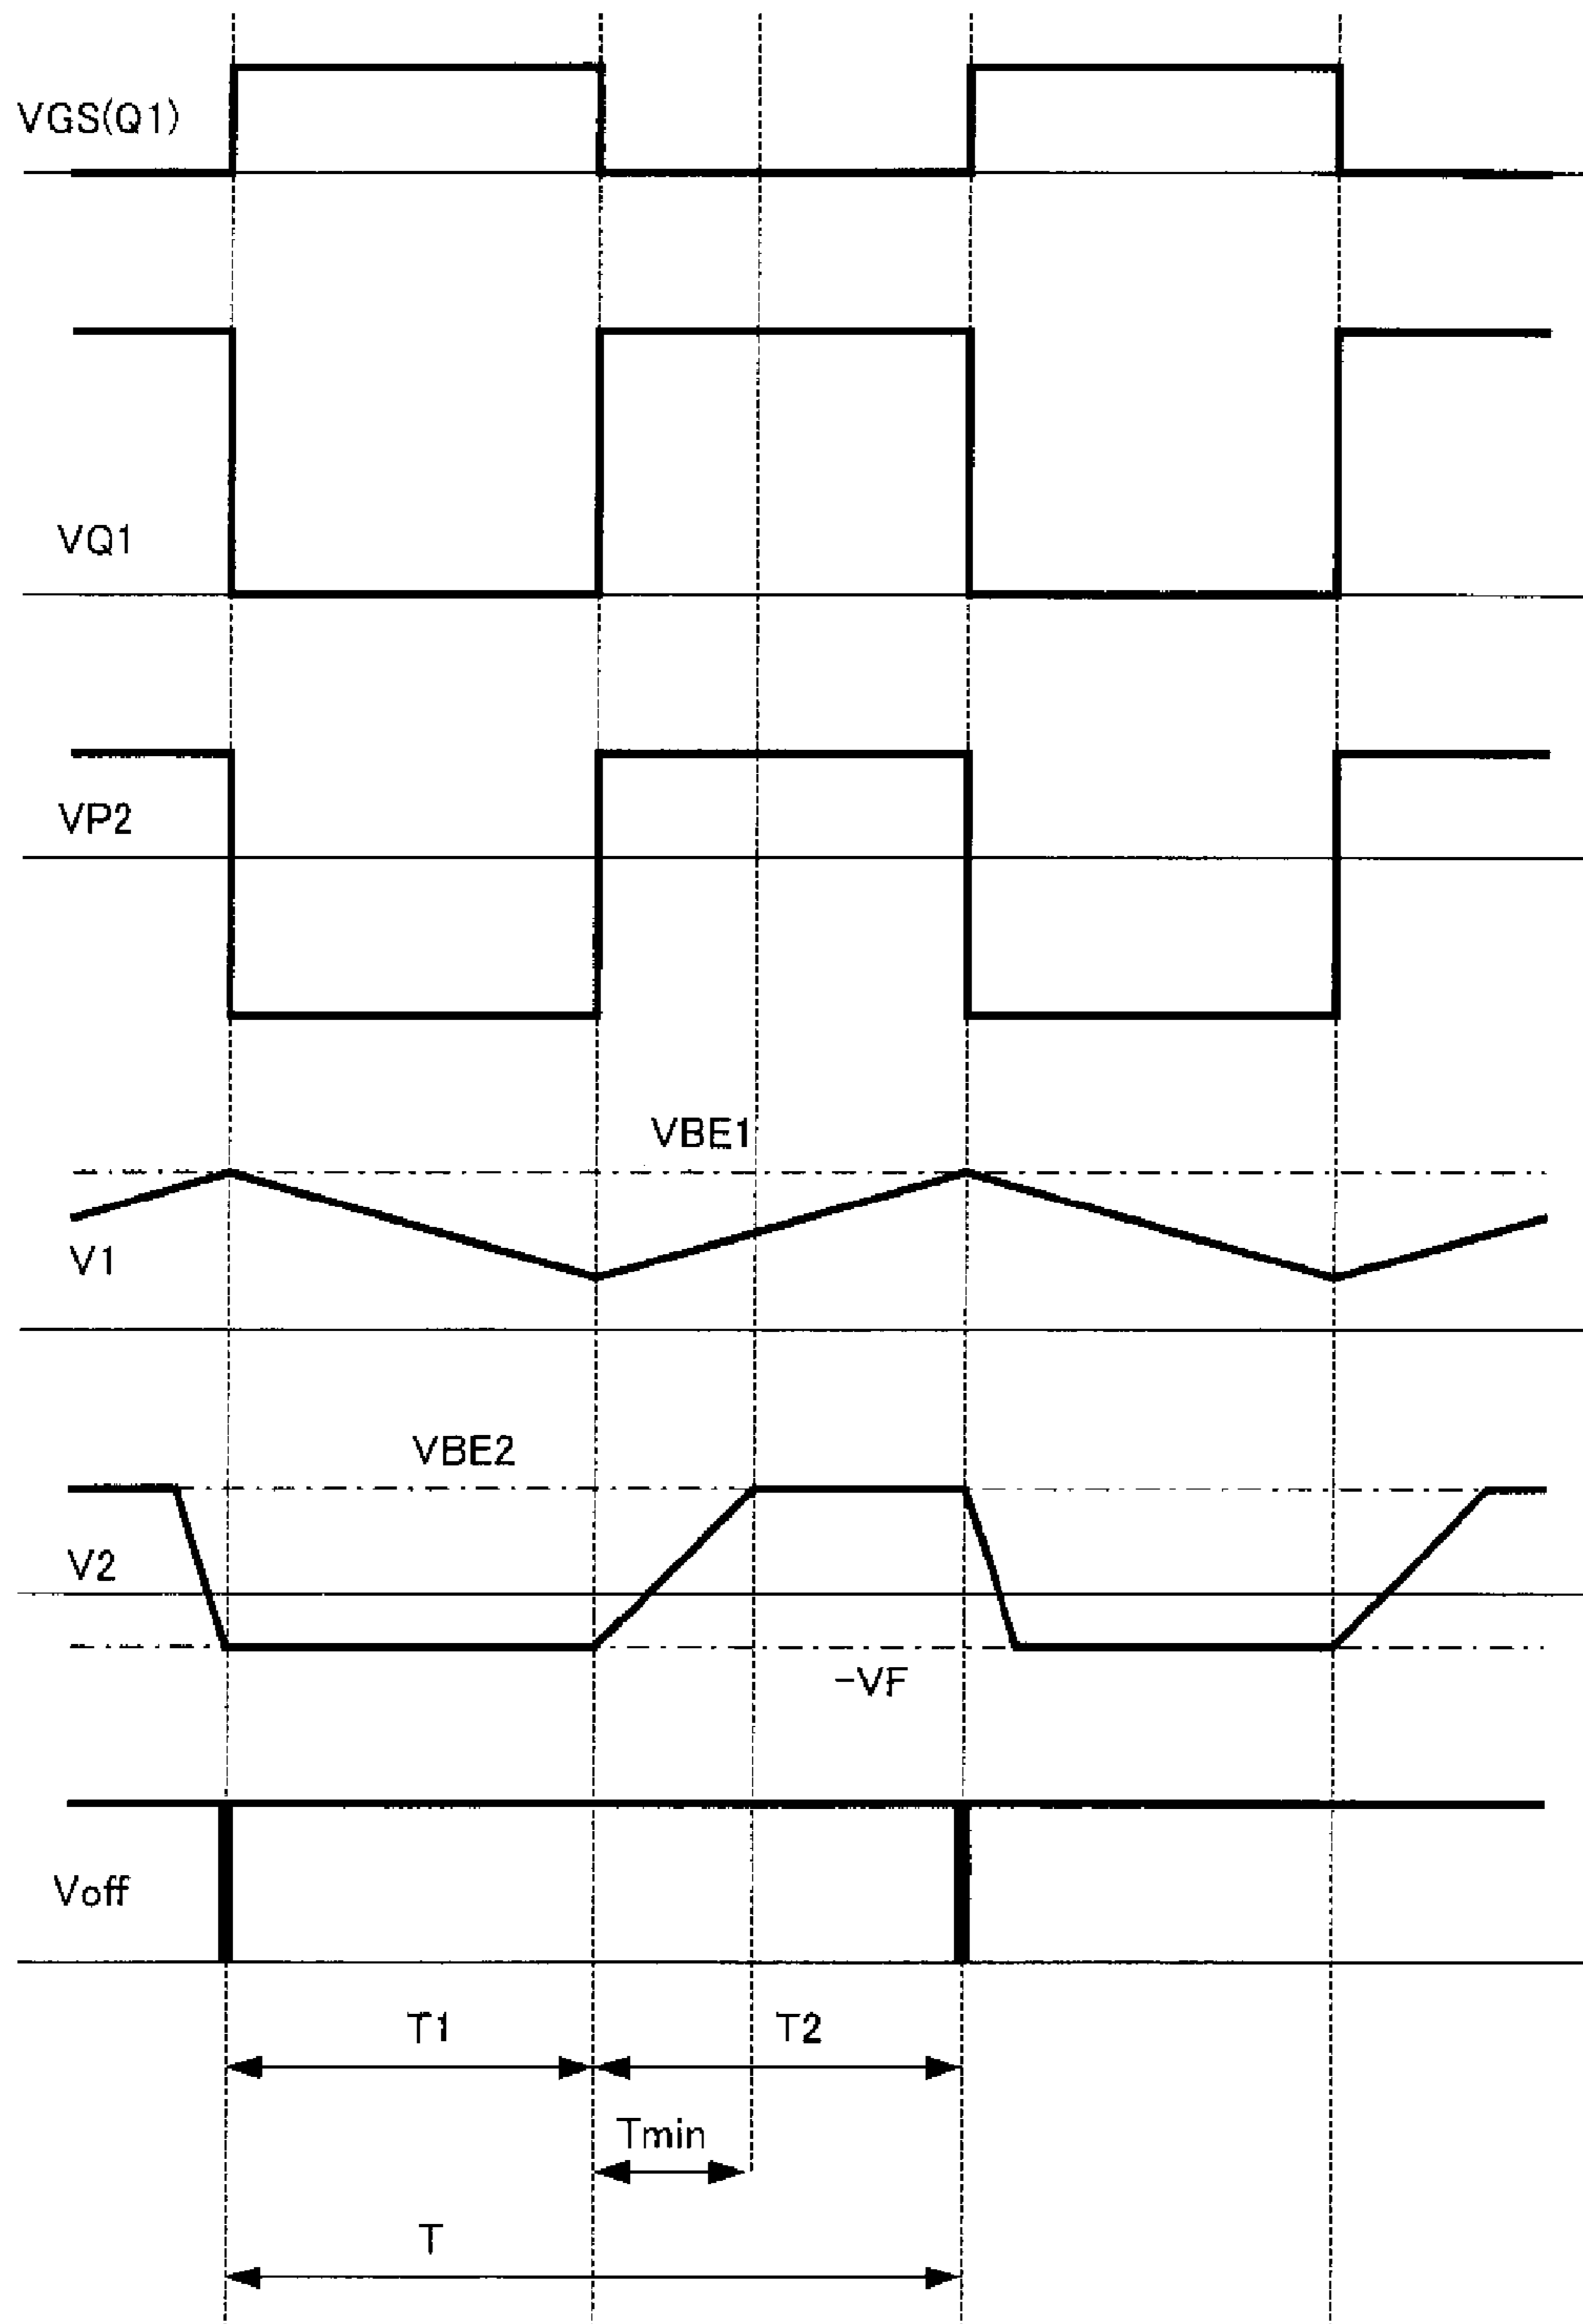 VGS(Q1)
VQ1
VP2
VBE1
V1
VBE2
V2
-VF
Voff
T1 T2
Tmin
T